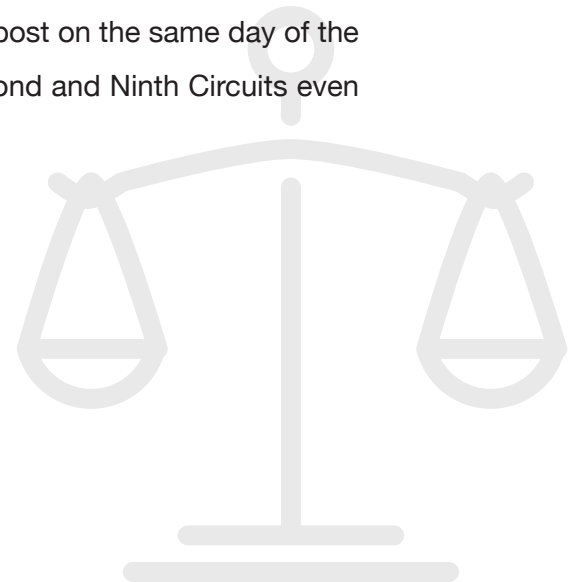 post on the same day of the
ond and Ninth Circuits even